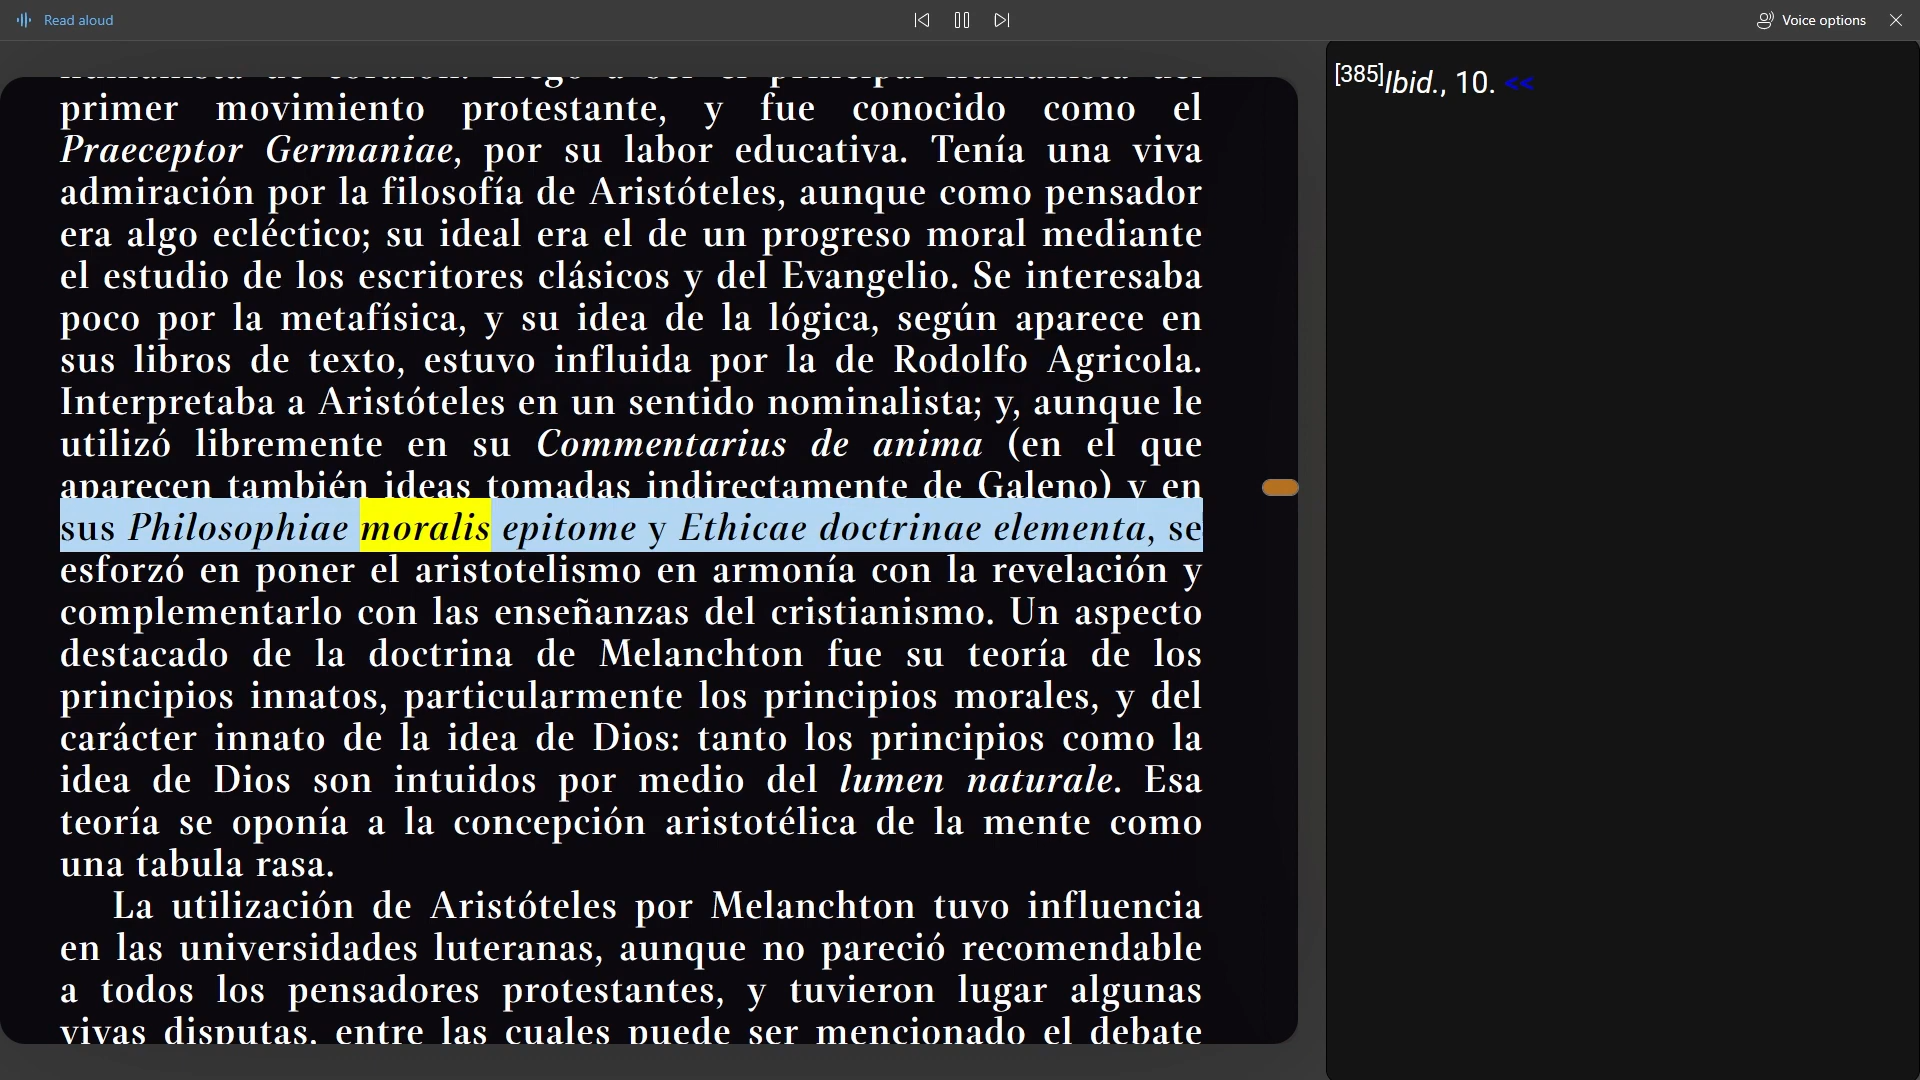 Read aloud
Voice options
humanista de corazón. Llegó a ser el principal humanista del
primer movimiento protestante, y fue conocido como el
Praeceptor Germaniae, por su labor educativa. Tenía una viva
admiración por la filosofía de Aristóteles, aunque como pensador
era algo ecléctico; su ideal era el de un progreso moral mediante
el estudio de los escritores clásicos y del Evangelio. Se interesaba
poco por la metafísica, y su idea de la lógica, según aparece en
sus libros de texto, estuvo influida por la de Rodolfo Agricola.
Interpretaba a Aristóteles en un sentido nominalista; y, aunque le
utilizó libremente en su Commentarius de anima (en el que
aparecen también ideas tomadas indirectamente de Galeno) y en
sus Philosophiae moralis epitome y Ethicae doctrinae elementa, se
esforzó en poner el aristotelismo en armonía con la revelación y
complementarlo con las enseñanzas del cristianismo. Un aspecto
destacado de la doctrina de Melanchton fue su teoría de los
principios innatos, particularmente los principios morales, y del
carácter innato de la idea de Dios: tanto los principios como la
idea de Dios son intuidos por medio del lumen naturale. Esa
teoría se oponía a la concepción aristotélica de la mente como
una tabula rasa.
La utilización de Aristóteles por Melanchton tuvo influencia
en las universidades luteranas, aunque no pareció recomendable
a todos los pensadores protestantes, y tuvieron lugar algunas
vivas disputas, entre las cuales puede ser mencionado el debate
[385]Ibid., 10. <<